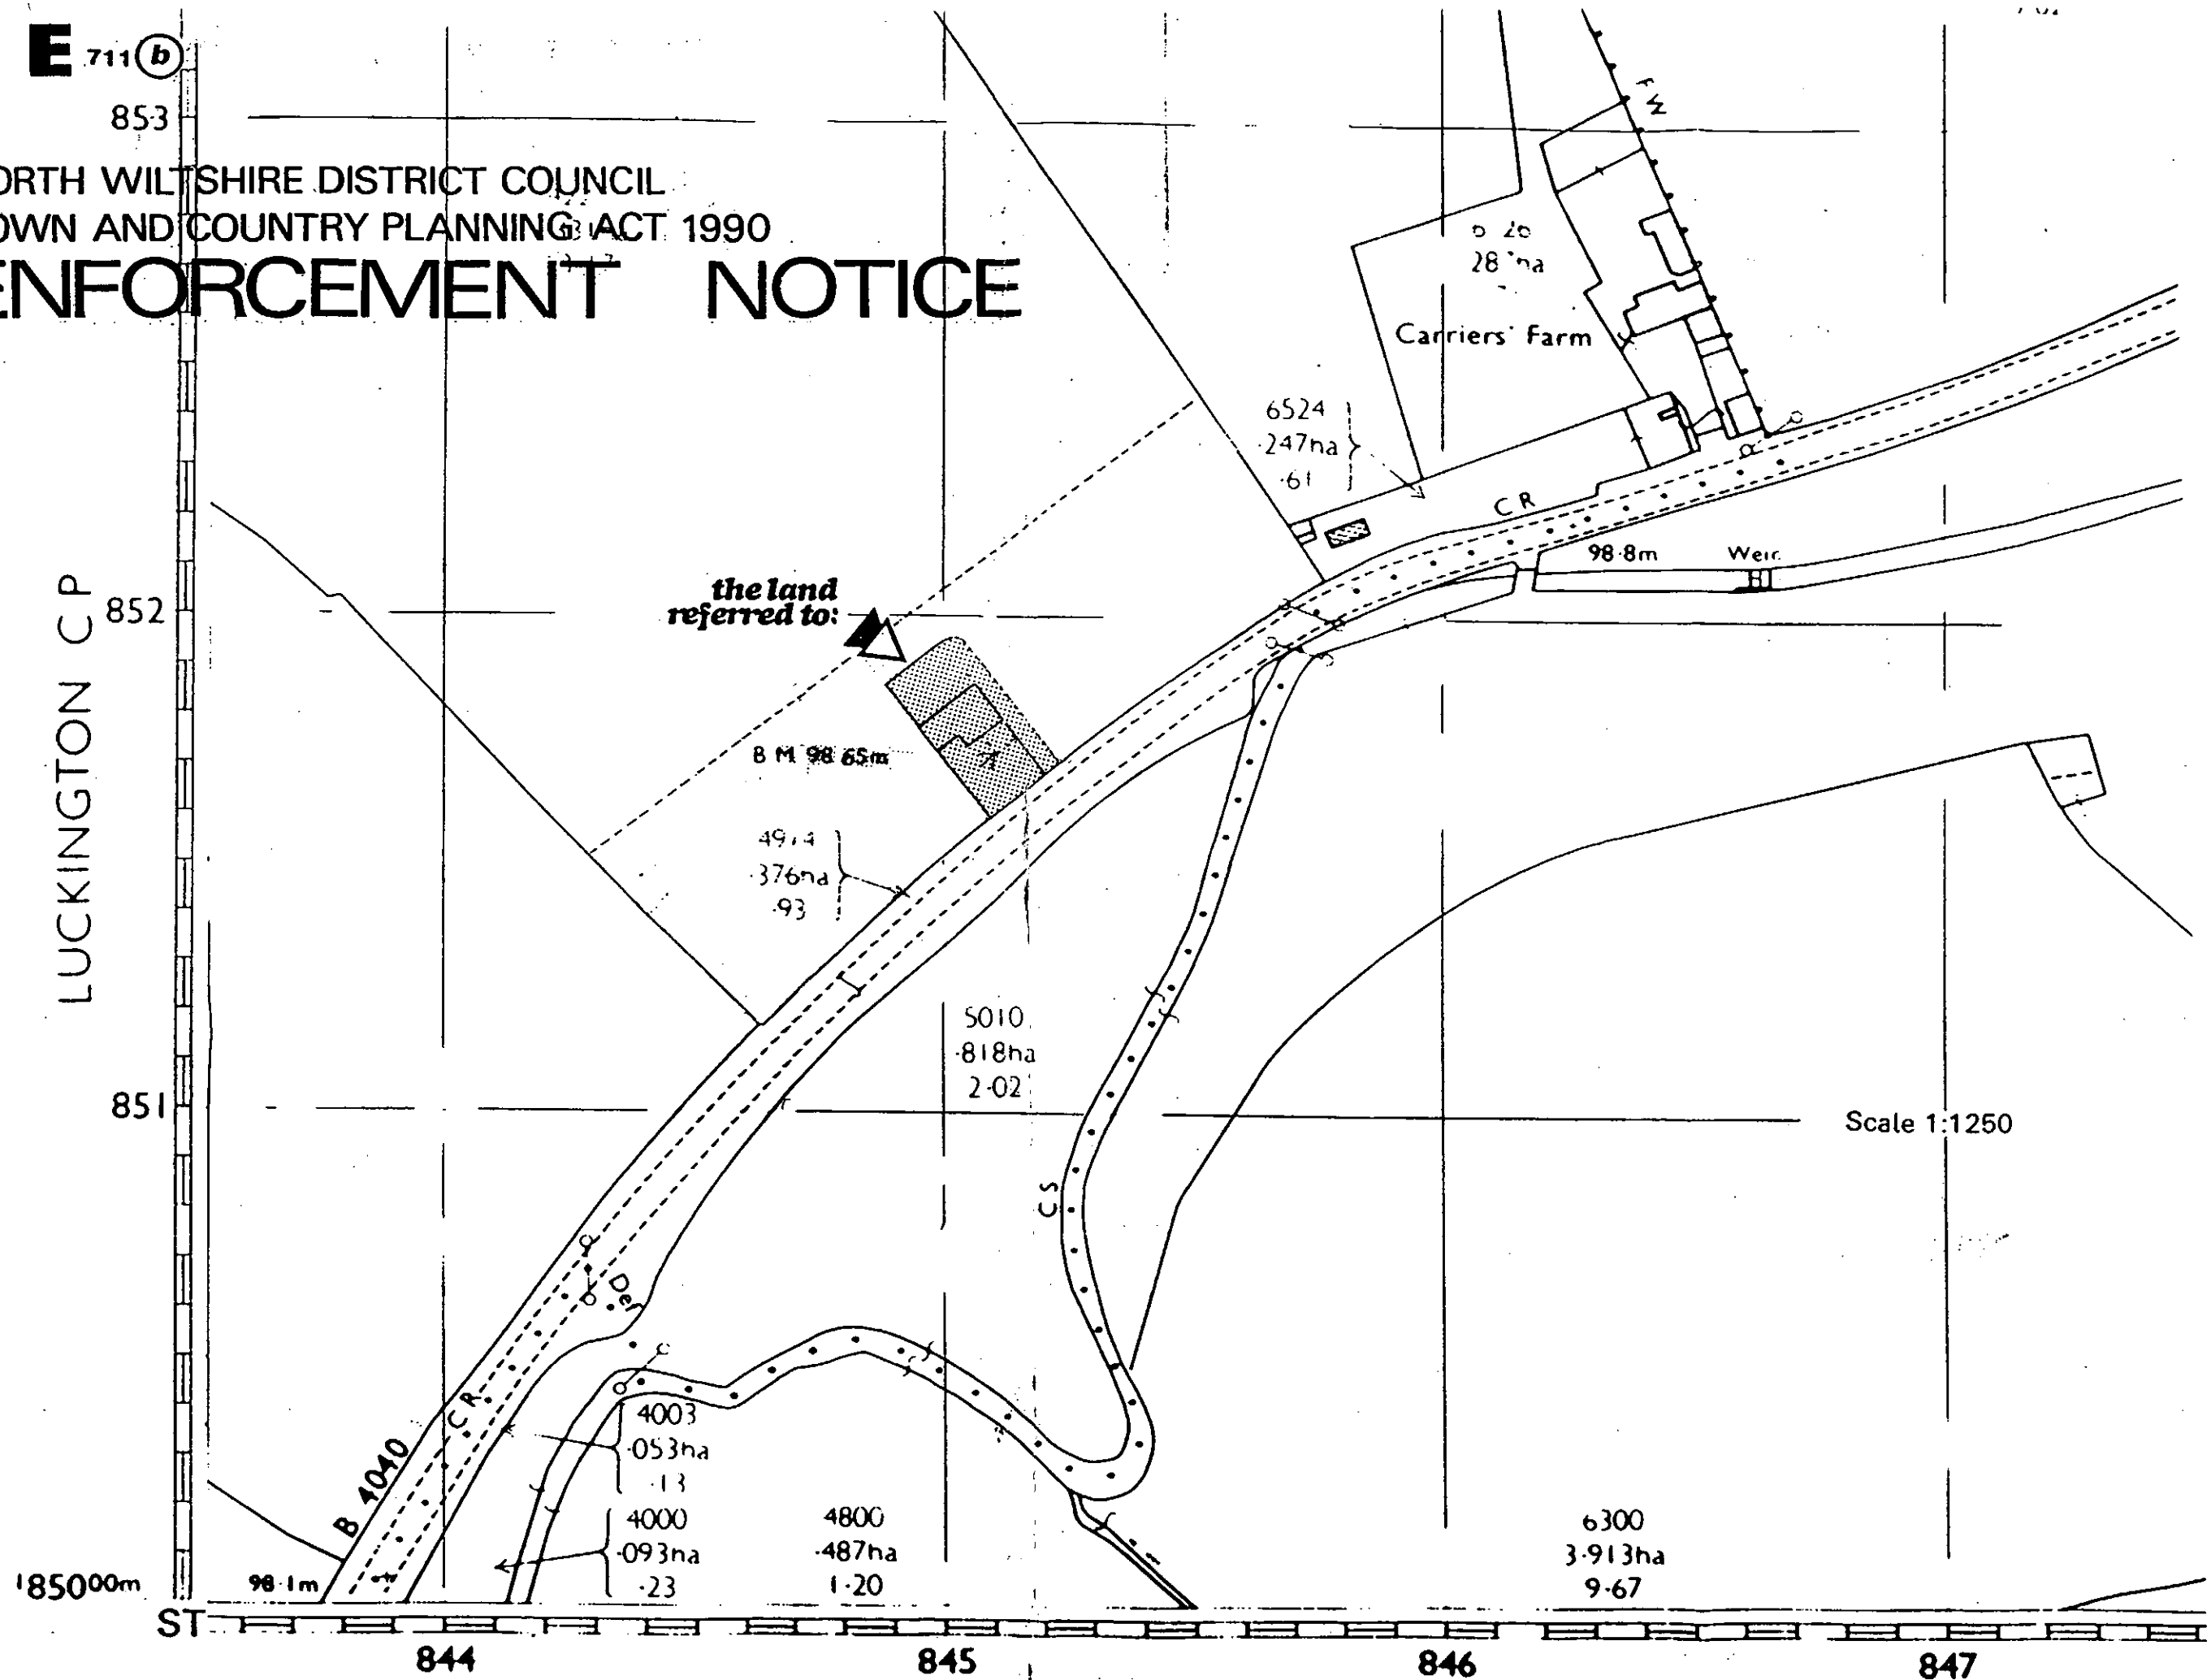 E 711 b
853
ORTH WILTSHIRE DISTRICT COUNCIL
OWN AND COUNTRY PLANNING ACT 1990
ENFORCEMENT NOTICE
F W
28 ha
Carriers' Farm
6524
·247ha
·61
C R
98·8m
Weir
the land
referred to:
852
LUCKINGTON C P
B M 98·65m
·376ha
·93
5010
·818ha
2·02
851
Scale 1:1250
C S
Def
C R
B 4040
4003
·053ha
·13
4000
·093ha
·23
4800
·487ha
1·20
6300
3·913ha
9·67
185000m
98·1m
ST
844
845
846
847